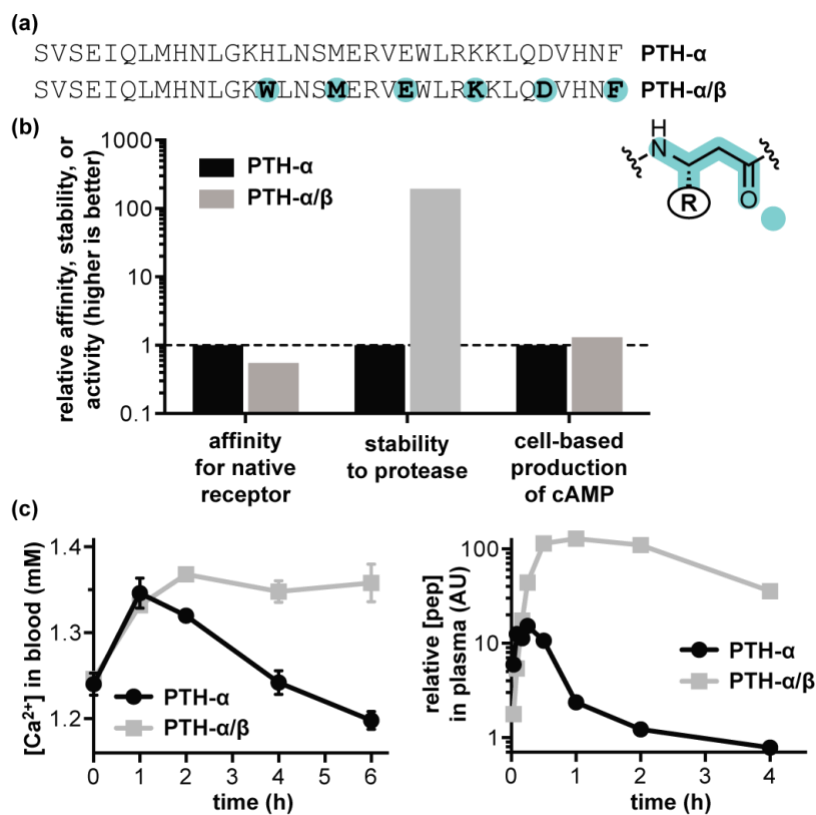 (a)
SVSEIQLMHNLGKHLNSMERVEWLRKKLQDVHNF PTH-α
SVSEIQLMHNLGKWLNSMERVEWLRKKLQDVHNF PTH-α/β
(b)
relative affinity, stability, or
activity (higher is better)
1000
100
10
1
0.1
PTH-α
PTH-α/β
affinity
for native
receptor
stability
to protease
cell-based
production
of cAMP
H
N
R
O
(c)
[Ca²⁺] in blood (mM)
1.4
1.3
1.2
PTH-α
PTH-α/β
0 1 2 3 4 5 6
time (h)
relative [pep]
in plasma (AU)
100
10
1
PTH-α
PTH-α/β
0 1 2 3 4
time (h)